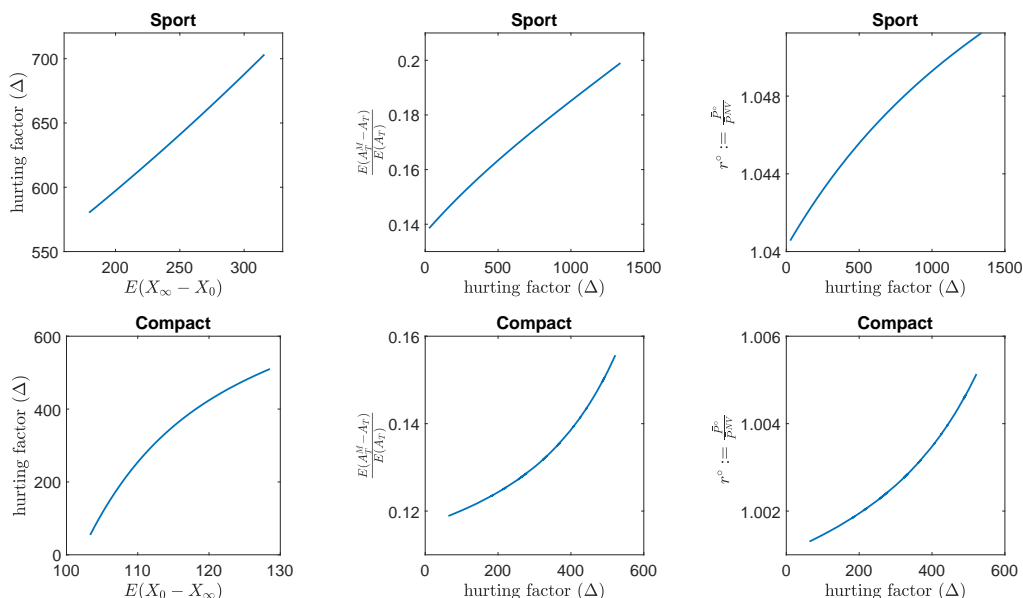 Sport
hurting factor (Δ)
700
650
600
550
200
250
300
E(X∞ − X0)
Sport
E(A_T^M − A_T) / E(A_T)
0.2
0.18
0.16
0.14
0
500
1000
1500
hurting factor (Δ)
Sport
r° := P̄° / P̄^NV
1.048
1.044
1.04
0
500
1000
1500
hurting factor (Δ)
Compact
hurting factor (Δ)
600
400
200
0
100
110
120
130
E(X0 − X∞)
Compact
E(A_T^M − A_T) / E(A_T)
0.16
0.14
0.12
0
200
400
600
hurting factor (Δ)
Compact
r° := P̄° / P̄^NV
1.006
1.004
1.002
0
200
400
600
hurting factor (Δ)